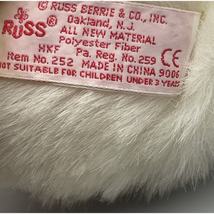 © RUSS BERRIE & CO., INC.
RUSS Oakland, N. J.
ALL NEW MATERIAL
Polyester Fiber
HKF Pa. Reg. No. 259
Item No. 252 MADE IN CHINA 9006
NOT SUITABLE FOR CHILDREN UNDER 3 YEARS
CE